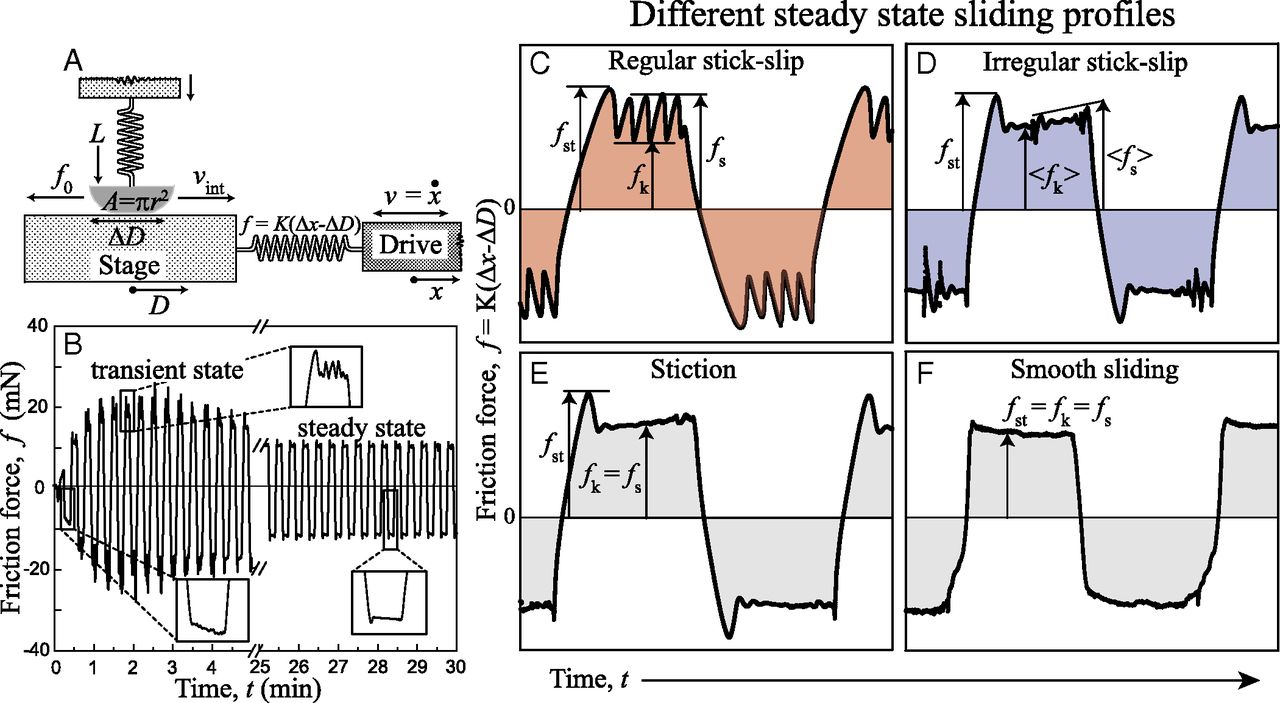 Different steady state sliding profiles
A
L
f0
vint
A=πr²
ΔD
Stage
D
f = K(Δx-ΔD)
v = ẋ
Drive
x
B
transient state
steady state
Friction force, f (mN)
40
20
0
-20
-40
0 1 2 3 4 25 26 27 28 29 30
Time, t (min)
Friction force, f = K(Δx-ΔD)
0
0
C
Regular stick-slip
fst
fk
fs
D
Irregular stick-slip
fst
<fk>
<fs>
E
Stiction
fst
fk = fs
F
Smooth sliding
fst = fk = fs
Time, t